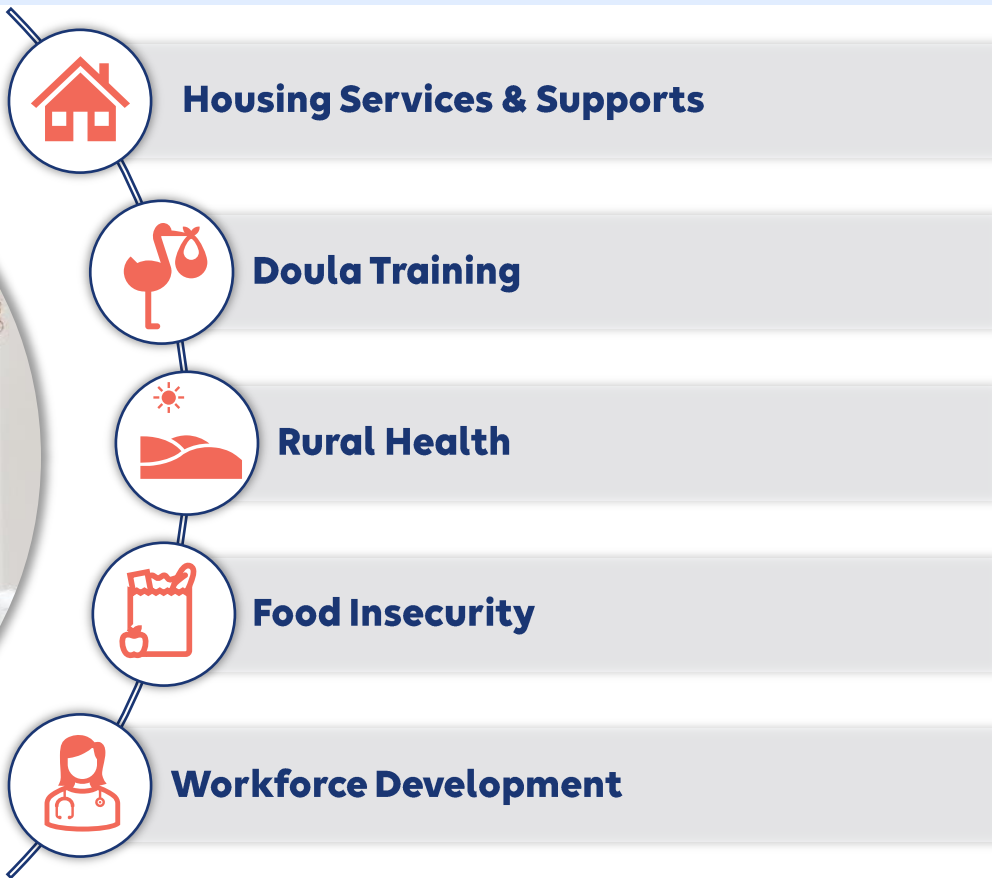 Housing Services & Supports
Doula Training
Rural Health
Food Insecurity
Workforce Development